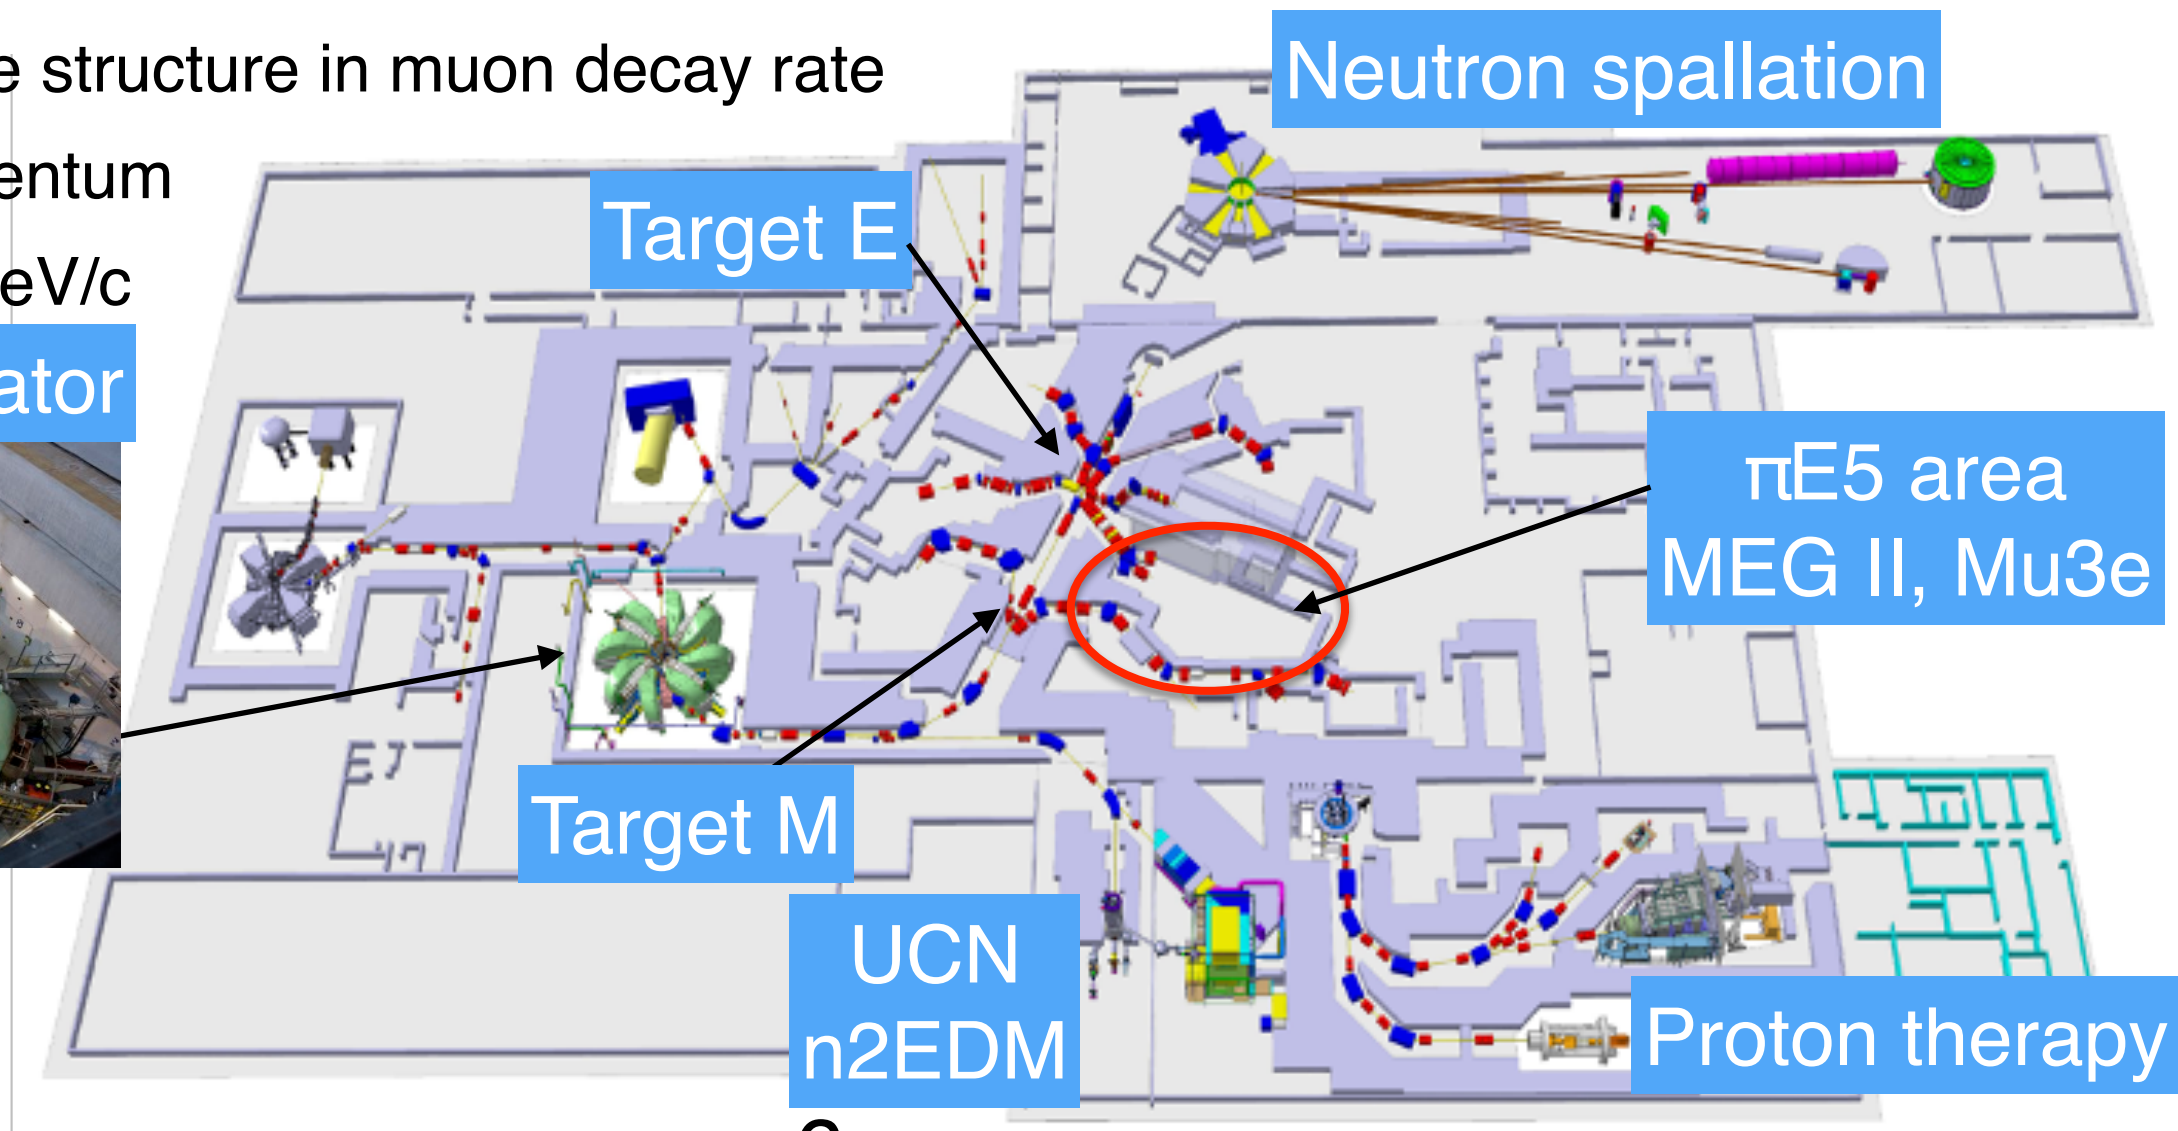 e structure in muon decay rate
entum
eV/c
ator
Neutron spallation
Target E
πE5 area
MEG II, Mu3e
Target M
UCN
n2EDM
Proton therapy